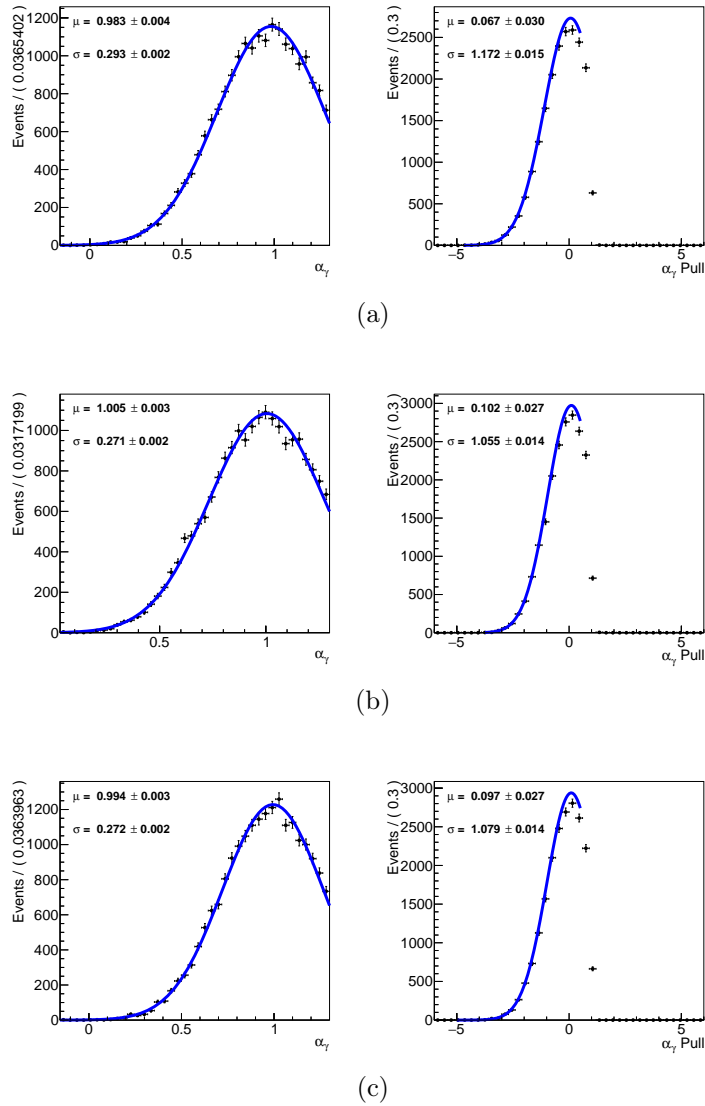 μ = 0.983 ± 0.004
σ = 0.293 ± 0.002
Events / ( 0.0365402 )
1200
1000
800
600
400
200
0
0 0.5 1
α_γ
μ = 0.067 ± 0.030
σ = 1.172 ± 0.015
Events / ( 0.3 )
2500
2000
1500
1000
500
0
−5 0 5
α_γ Pull
(a)
μ = 1.005 ± 0.003
σ = 0.271 ± 0.002
Events / ( 0.0317199 )
1000
800
600
400
200
0
0.5 1
α_γ
μ = 0.102 ± 0.027
σ = 1.055 ± 0.014
Events / ( 0.3 )
3000
2500
2000
1500
1000
500
0
−5 0 5
α_γ Pull
(b)
μ = 0.994 ± 0.003
σ = 0.272 ± 0.002
Events / ( 0.0363963 )
1200
1000
800
600
400
200
0
0 0.5 1
α_γ
μ = 0.097 ± 0.027
σ = 1.079 ± 0.014
Events / ( 0.3 )
3000
2500
2000
1500
1000
500
0
−5 0 5
α_γ Pull
(c)